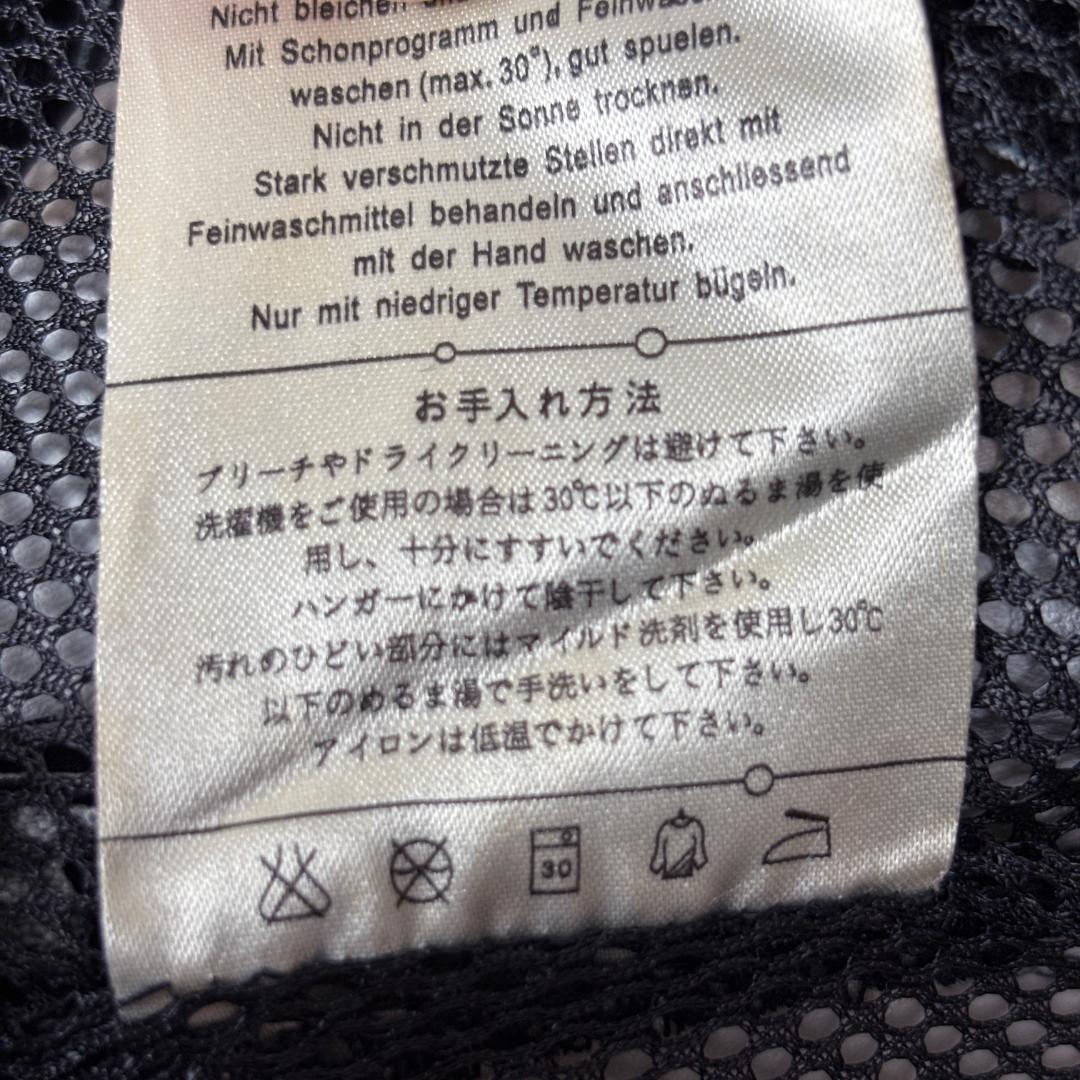 Nicht bleichen
Mit Schonprogramm und
waschen (max. 30°), gut spuelen.
Nicht in der Sonne trocknen.
Stark verschmutzte Stellen direkt mit
Feinwaschmittel behandeln und anschliessend
mit der Hand waschen.
Nur mit niedriger Temperatur bügeln.
お手入れ方法
ブリーチやドライクリーニングは避けて下さい。
洗濯機をご使用の場合は30℃以下のぬるま湯を使
用し、十分にすすいでください。
ハンガーにかけて陰干して下さい。
汚れのひどい部分にはマイルド洗剤を使用し30℃
以下のぬるま湯で手洗いをして下さい。
アイロンは低温でかけて下さい。
30